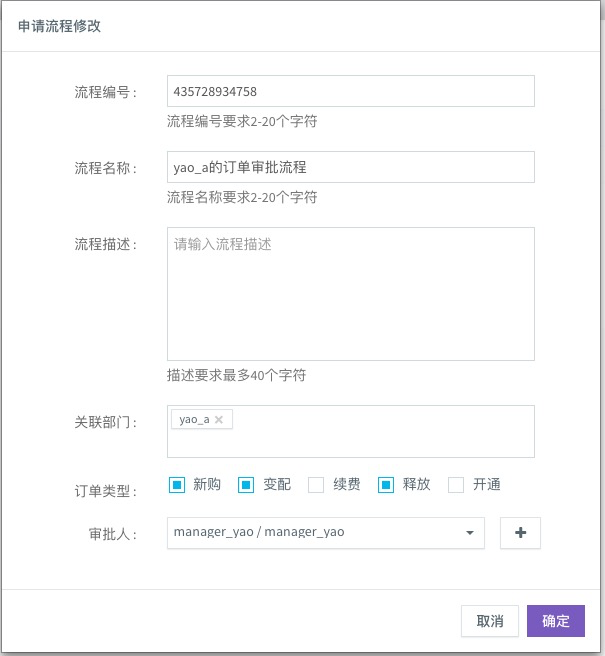 申请流程修改
流程编号 : 435728934758
流程编号要求2-20个字符
流程名称 : yao_a的订单审批流程
流程名称要求2-20个字符
流程描述 : 请输入流程描述
描述要求最多40个字符
关联部门 : yao_a ×
订单类型 : 新购 变配 续费 释放 开通
审批人 : manager_yao / manager_yao
取消 确定